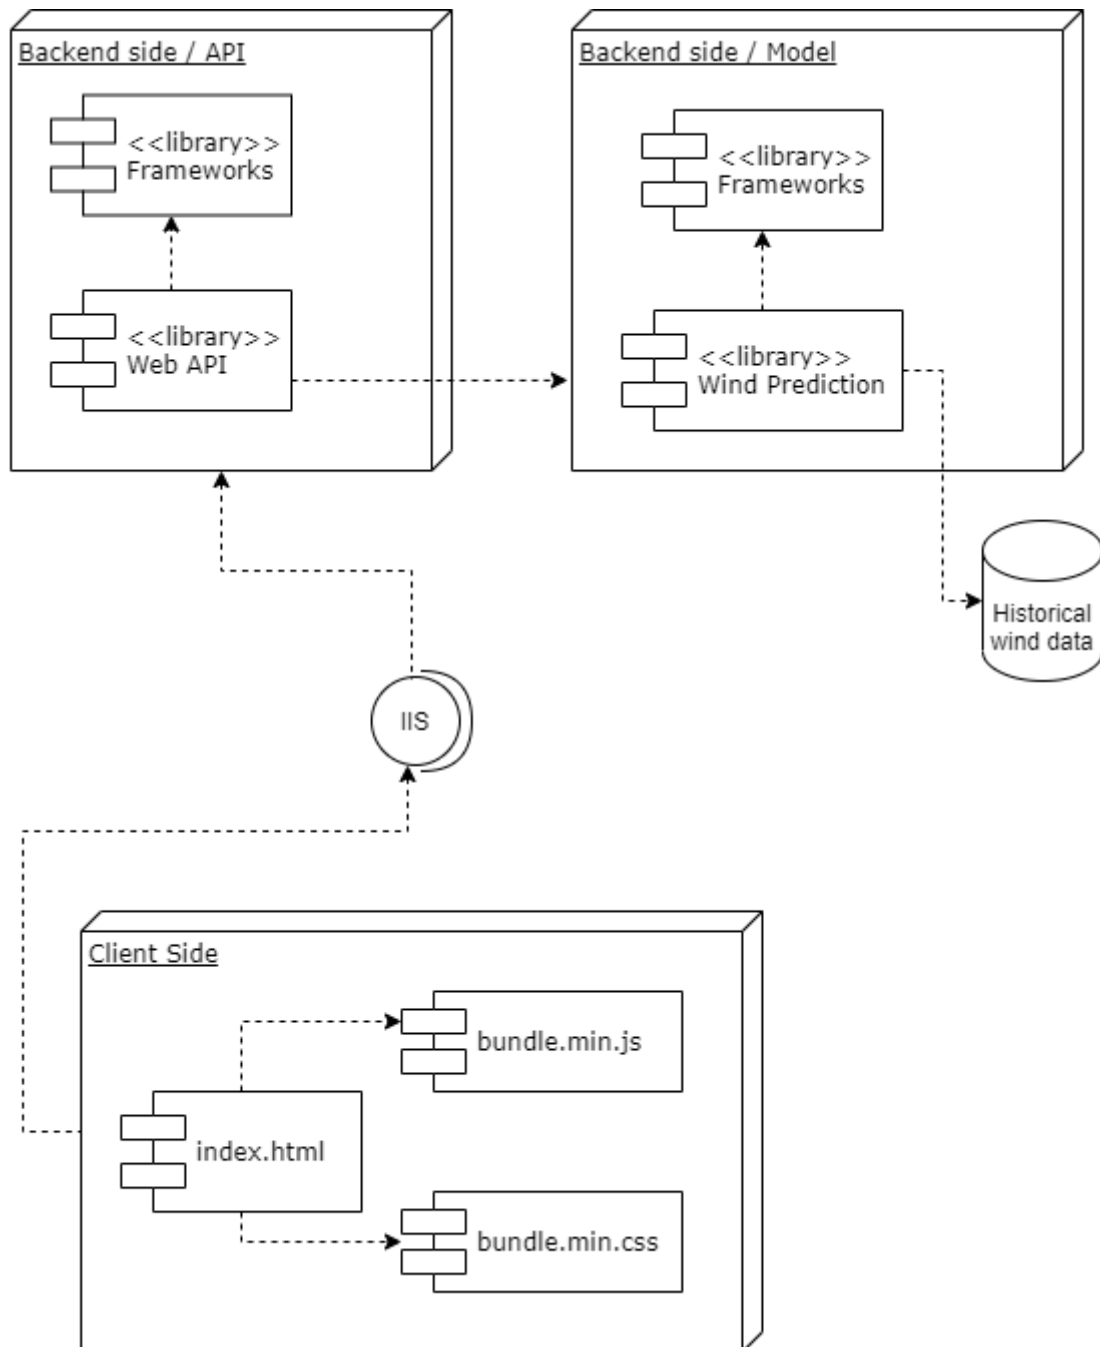 Backend side / API
<<library>>
Frameworks
<<library>>
Web API
Backend side / Model
<<library>>
Frameworks
<<library>>
Wind Prediction
Historical
wind data
IIS
Client Side
bundle.min.js
index.html
bundle.min.css